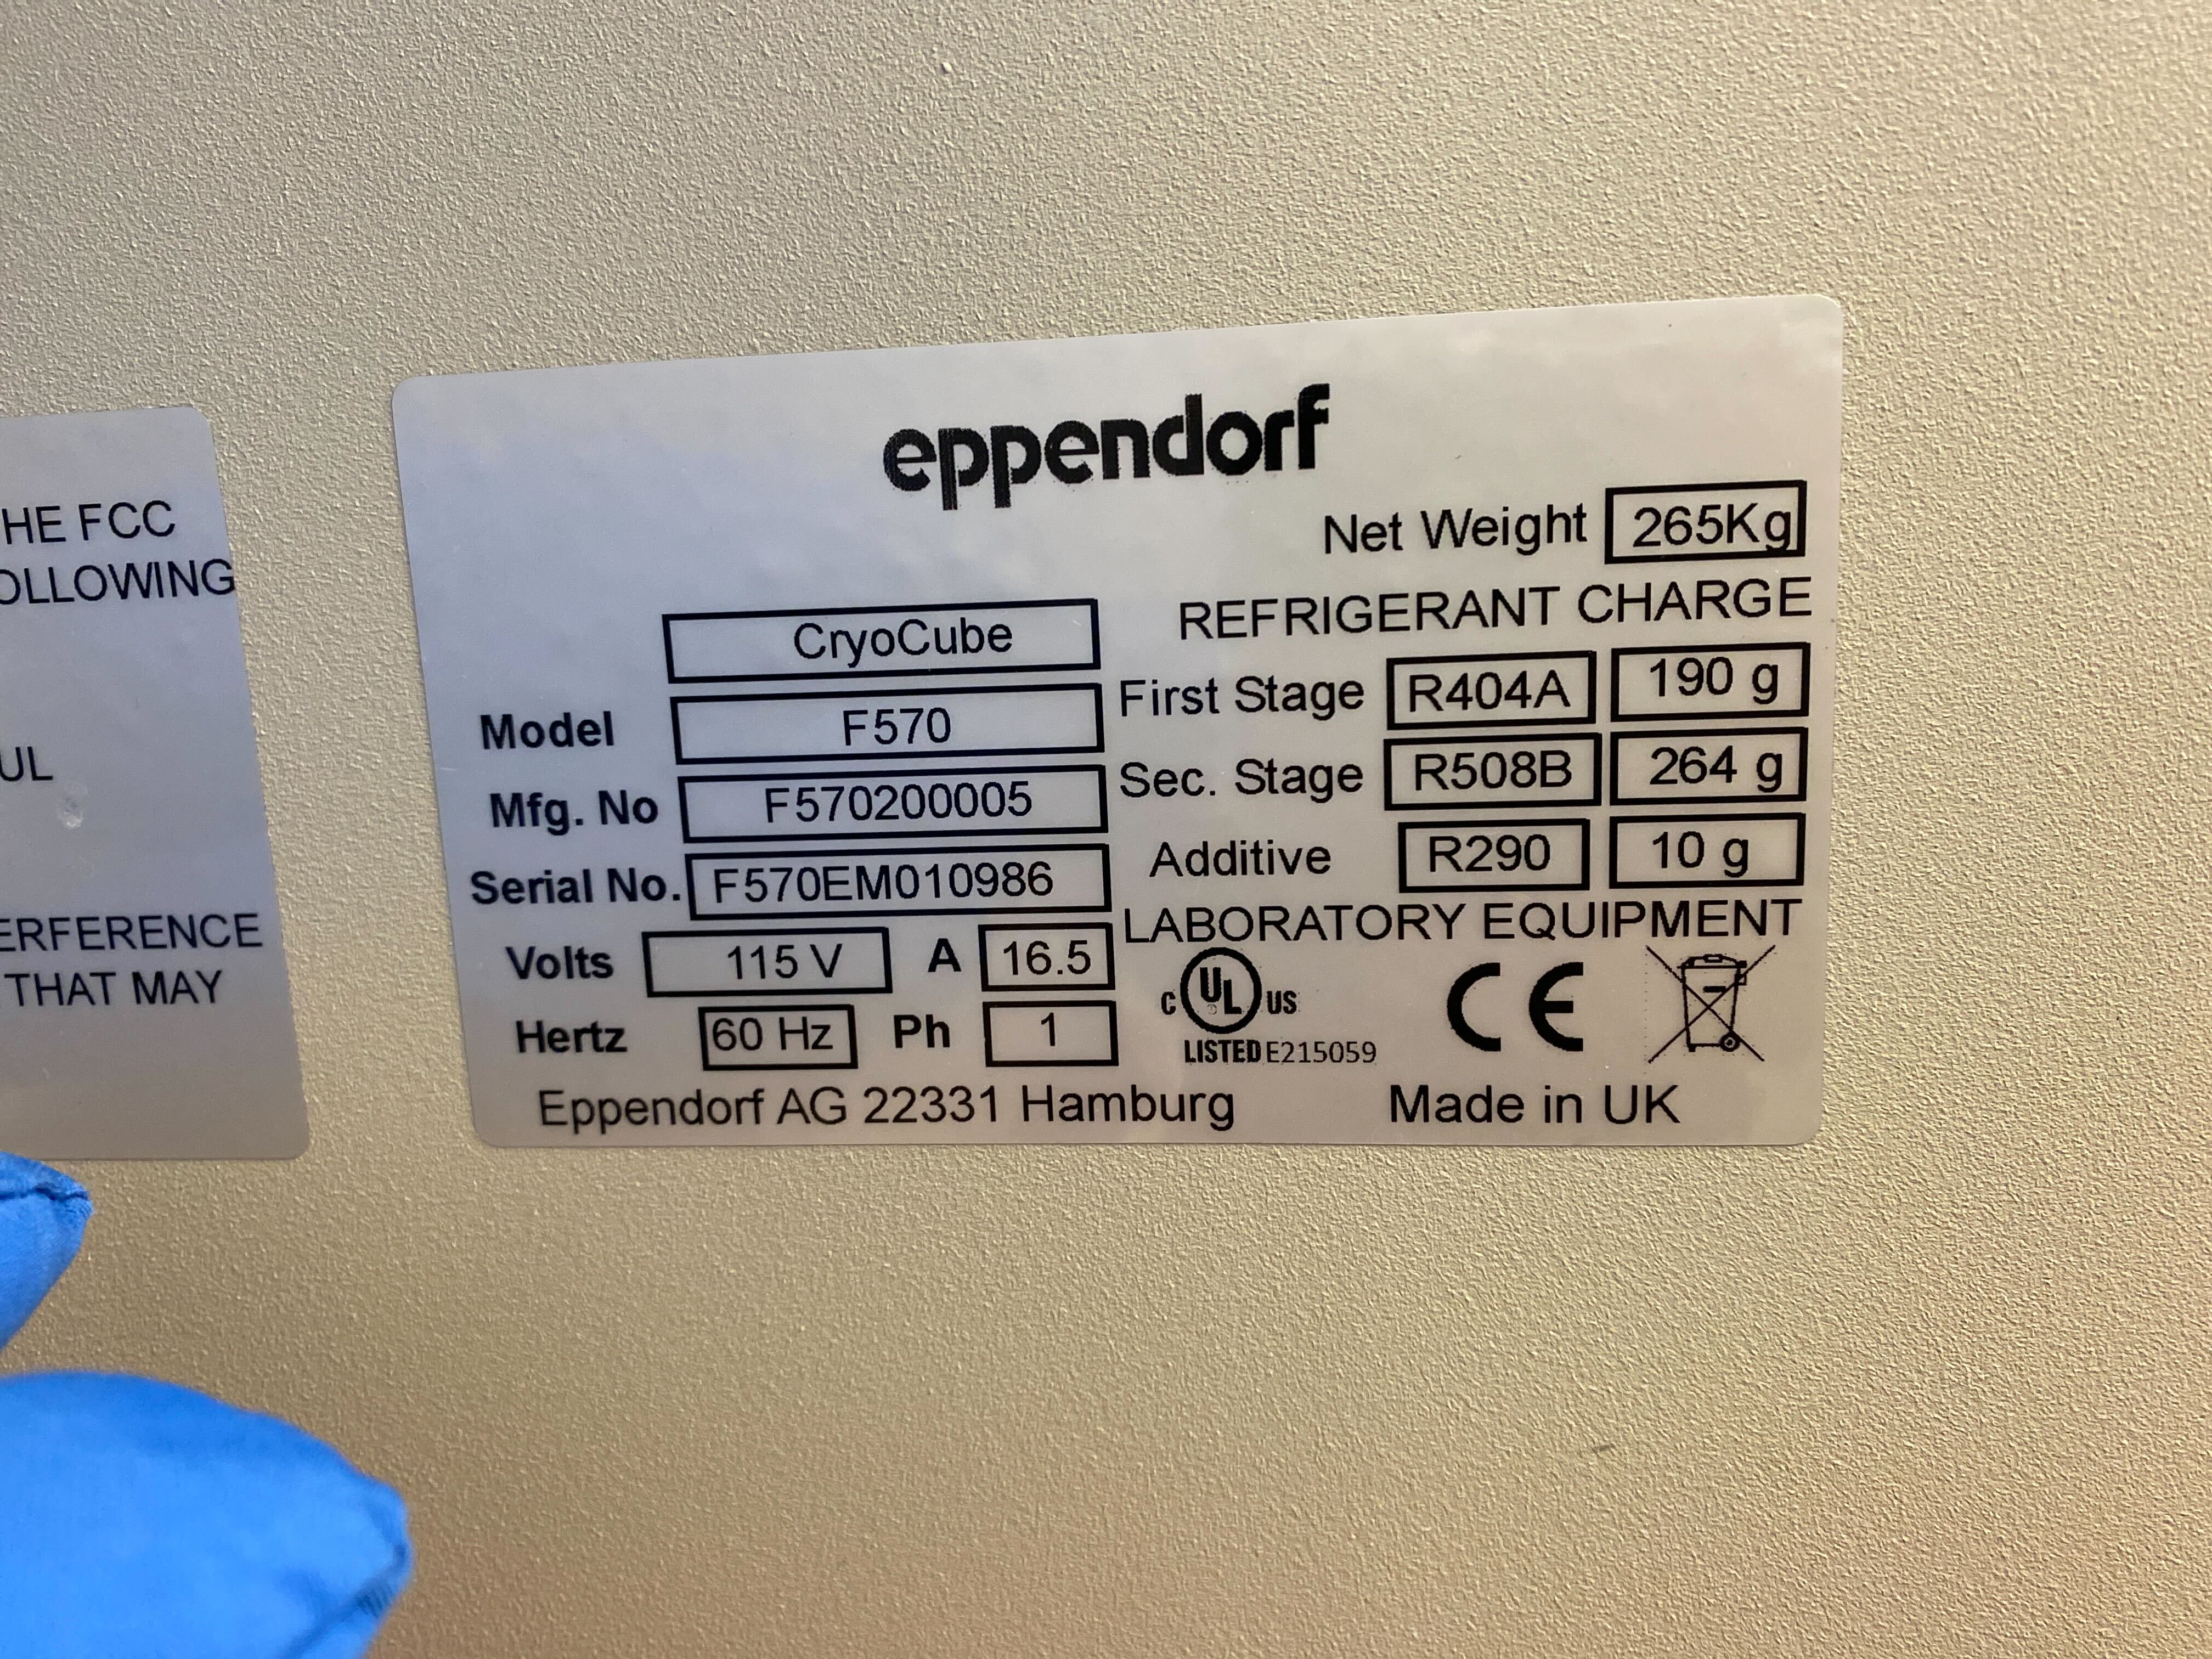 HE FCC
OLLOWING
UL
ERFERENCE
THAT MAY
eppendorf
Net Weight 265Kg
REFRIGERANT CHARGE
CryoCube
First Stage R404A 190 g
Model F570
Sec. Stage R508B 264 g
Mfg. No F570200005
Additive R290 10 g
Serial No. F570EM010986
LABORATORY EQUIPMENT
Volts 115 V A 16.5
C UL US CE
Hertz 60 Hz Ph 1
LISTED E215059
Eppendorf AG 22331 Hamburg Made in UK